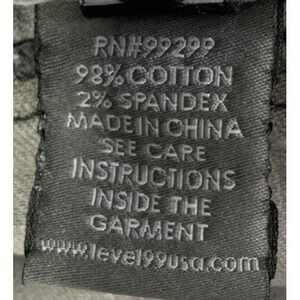 RN#99299
98% COTTON
2% SPANDEX
MADE IN CHINA
SEE CARE
INSTRUCTIONS
INSIDE THE
GARMENT
www.level99usa.com